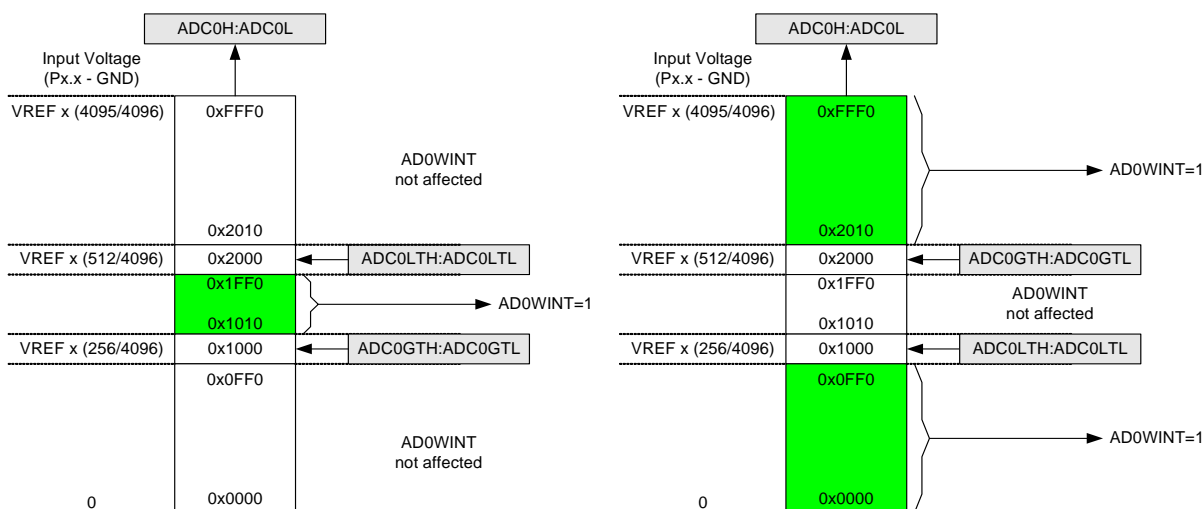 ADC0H:ADC0L
Input Voltage
(Px.x - GND)
VREF x (4095/4096)
0xFFF0
AD0WINT
not affected
0x2010
VREF x (512/4096)
0x2000
ADC0LTH:ADC0LTL
0x1FF0
AD0WINT=1
0x1010
VREF x (256/4096)
0x1000
ADC0GTH:ADC0GTL
0x0FF0
AD0WINT
not affected
0
0x0000
ADC0H:ADC0L
Input Voltage
(Px.x - GND)
VREF x (4095/4096)
0xFFF0
AD0WINT=1
0x2010
VREF x (512/4096)
0x2000
ADC0GTH:ADC0GTL
0x1FF0
AD0WINT
not affected
0x1010
VREF x (256/4096)
0x1000
ADC0LTH:ADC0LTL
0x0FF0
AD0WINT=1
0
0x0000